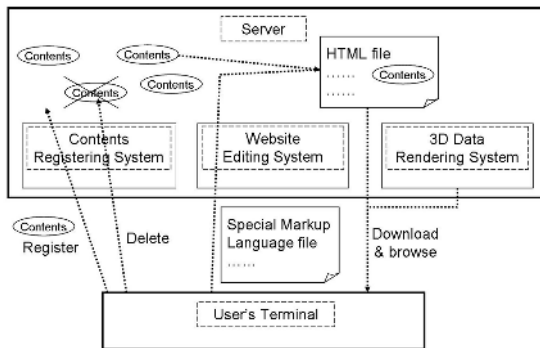 Server
Contents
Contents
Contents
Contents
HTML file
......
Contents
......
Contents
Registering System
Website
Editing System
3D Data
Rendering System
Contents
Register
Delete
Special Markup
Language file
......
Download
& browse
User's Terminal